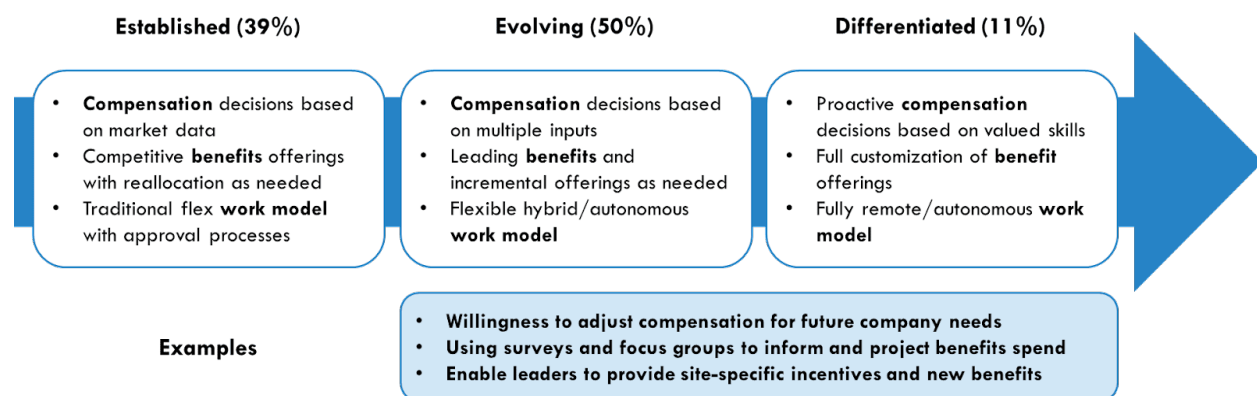 Established (39%)
Evolving (50%)
Differentiated (11%)
• Compensation decisions based
on market data
• Competitive benefits offerings
with reallocation as needed
• Traditional flex work model
with approval processes
• Compensation decisions based
on multiple inputs
• Leading benefits and
incremental offerings as needed
• Flexible hybrid/autonomous
work model
• Proactive compensation
decisions based on valued skills
• Full customization of benefit
offerings
• Fully remote/autonomous work
model
Examples
• Willingness to adjust compensation for future company needs
• Using surveys and focus groups to inform and project benefits spend
• Enable leaders to provide site-specific incentives and new benefits